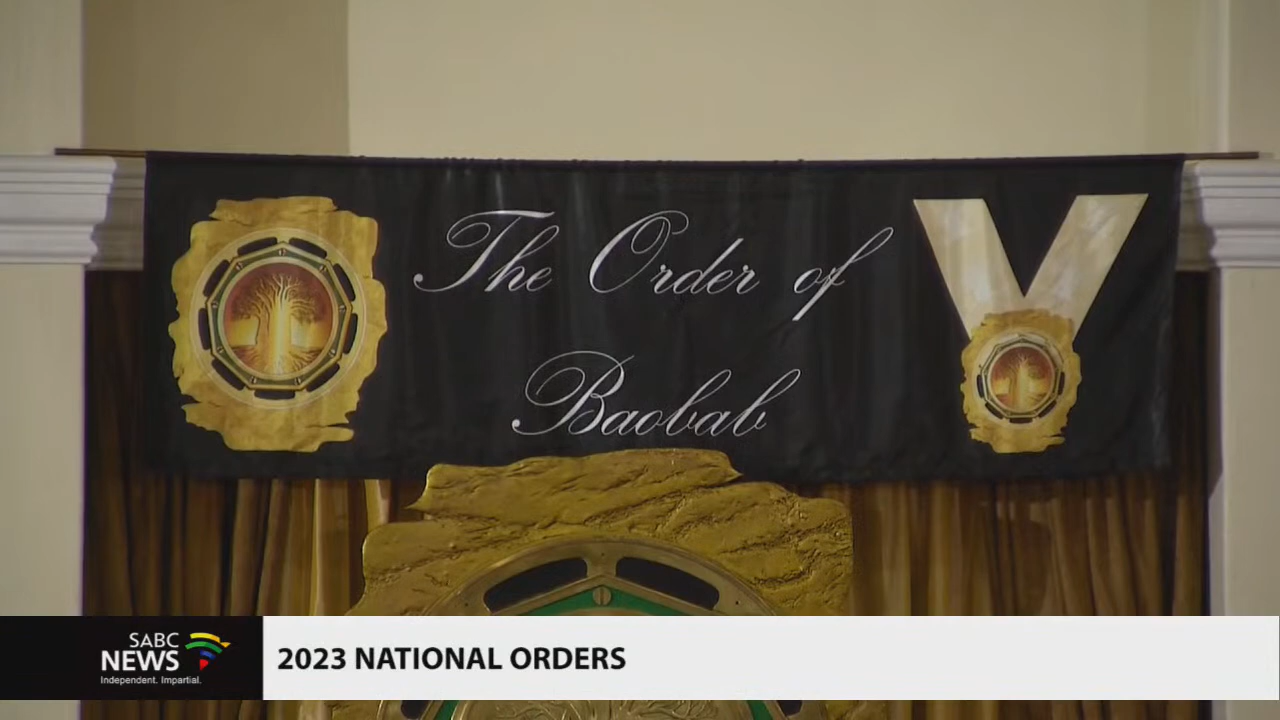 The Order of
Baobab
SABC
NEWS
Independent. Impartial.
2023 NATIONAL ORDERS